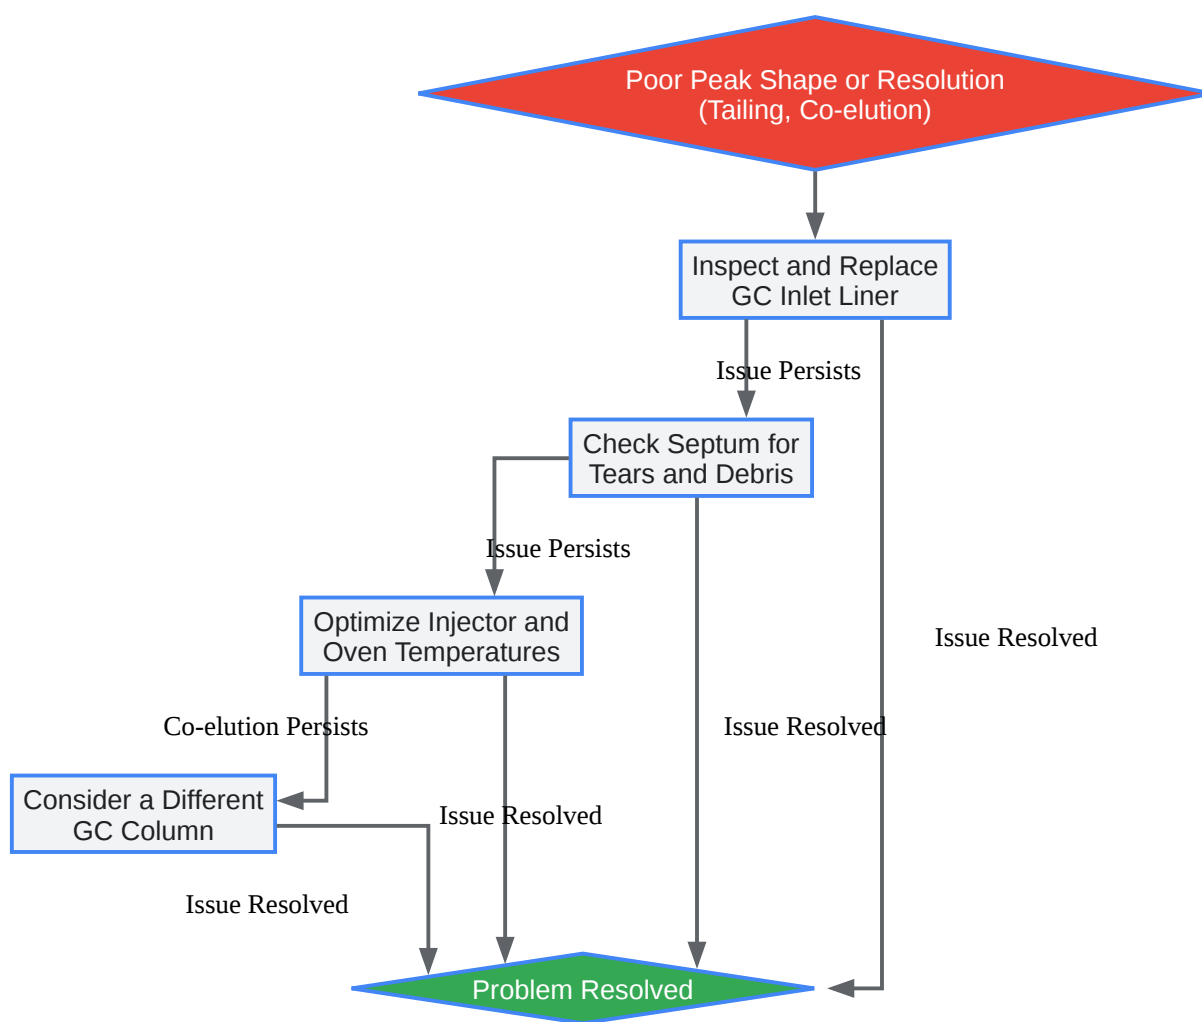 Poor Peak Shape or Resolution
(Tailing, Co-elution)
Inspect and Replace
GC Inlet Liner
Issue Persists
Check Septum for
Tears and Debris
Issue Persists
Optimize Injector and
Oven Temperatures
Issue Resolved
Co-elution Persists
Issue Resolved
Consider a Different
GC Column
Issue Resolved
Issue Resolved
Problem Resolved